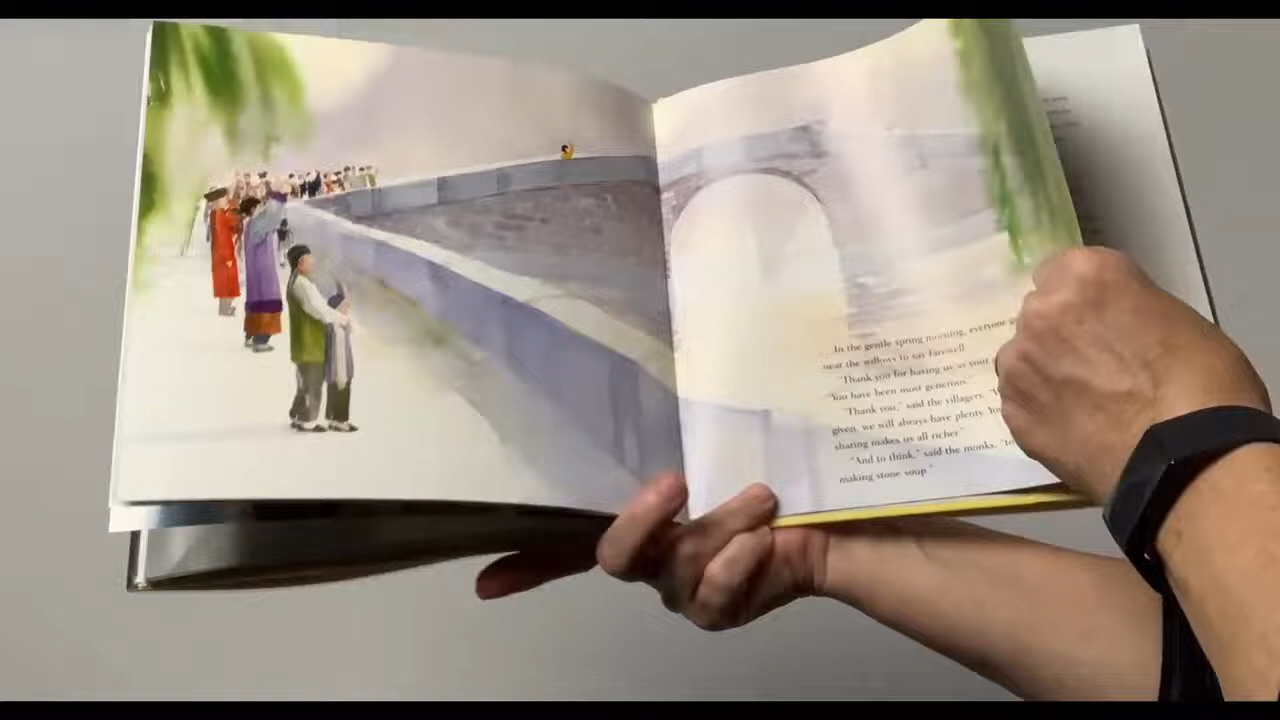 In the gentle spring morning, everyone
near the willows to say farewell.
"Thank you for having us as your
You have been most generous."
"Thank you," said the villagers.
given, we will always have plenty. You
sharing makes us all richer."
"And to think," said the monks, "to
making stone soup."